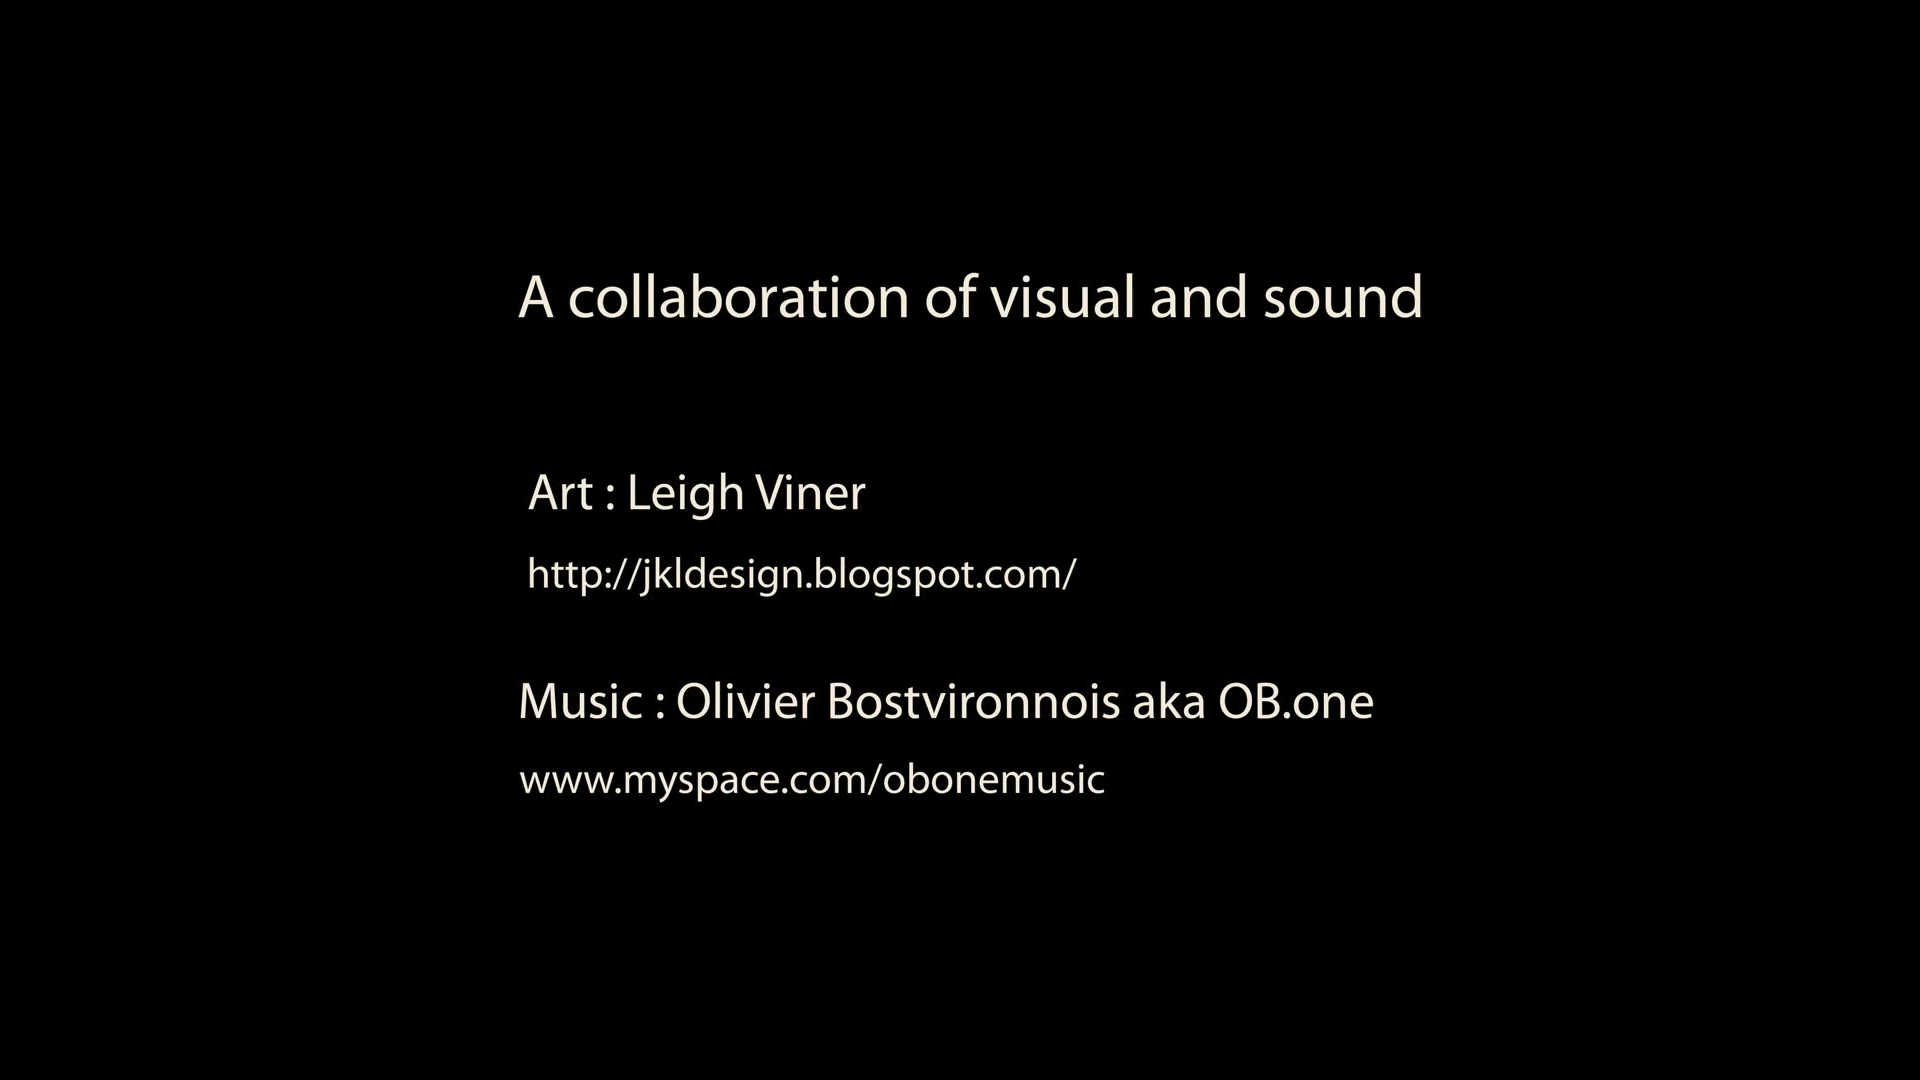 A collaboration of visual and sound
Art : Leigh Viner
http://jkldesign.blogspot.com/
Music : Olivier Bostvironnois aka OB.one
www.myspace.com/obonemusic